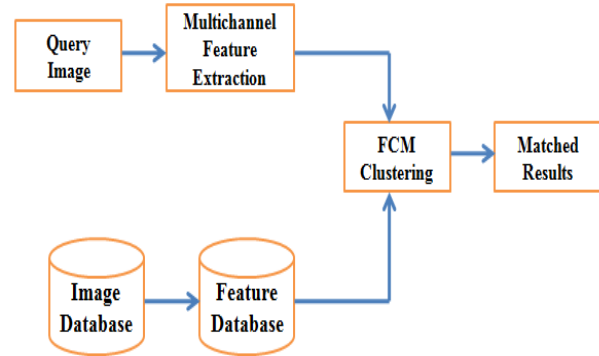 Query
Image
Multichannel
Feature
Extraction
FCM
Clustering
Matched
Results
Image
Database
Feature
Database